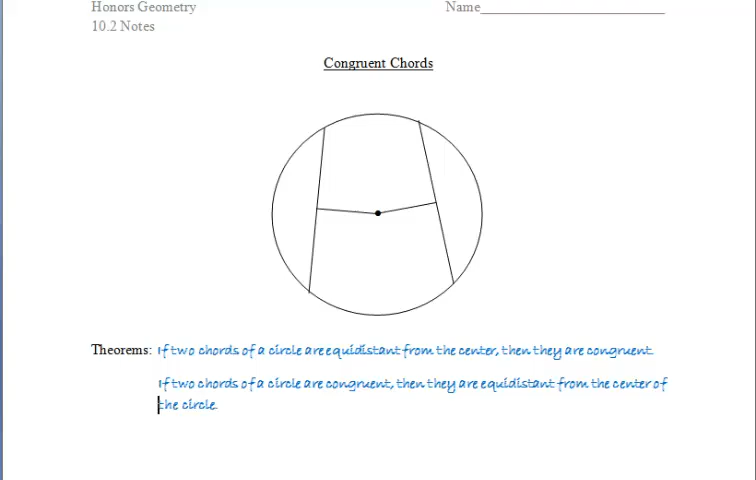 Honors Geometry Name_______________________
10.2 Notes
Congruent Chords
Theorems: If two chords of a circle are equidistant from the center, then they are congruent.
If two chords of a circle are congruent, then they are equidistant from the center of
the circle.